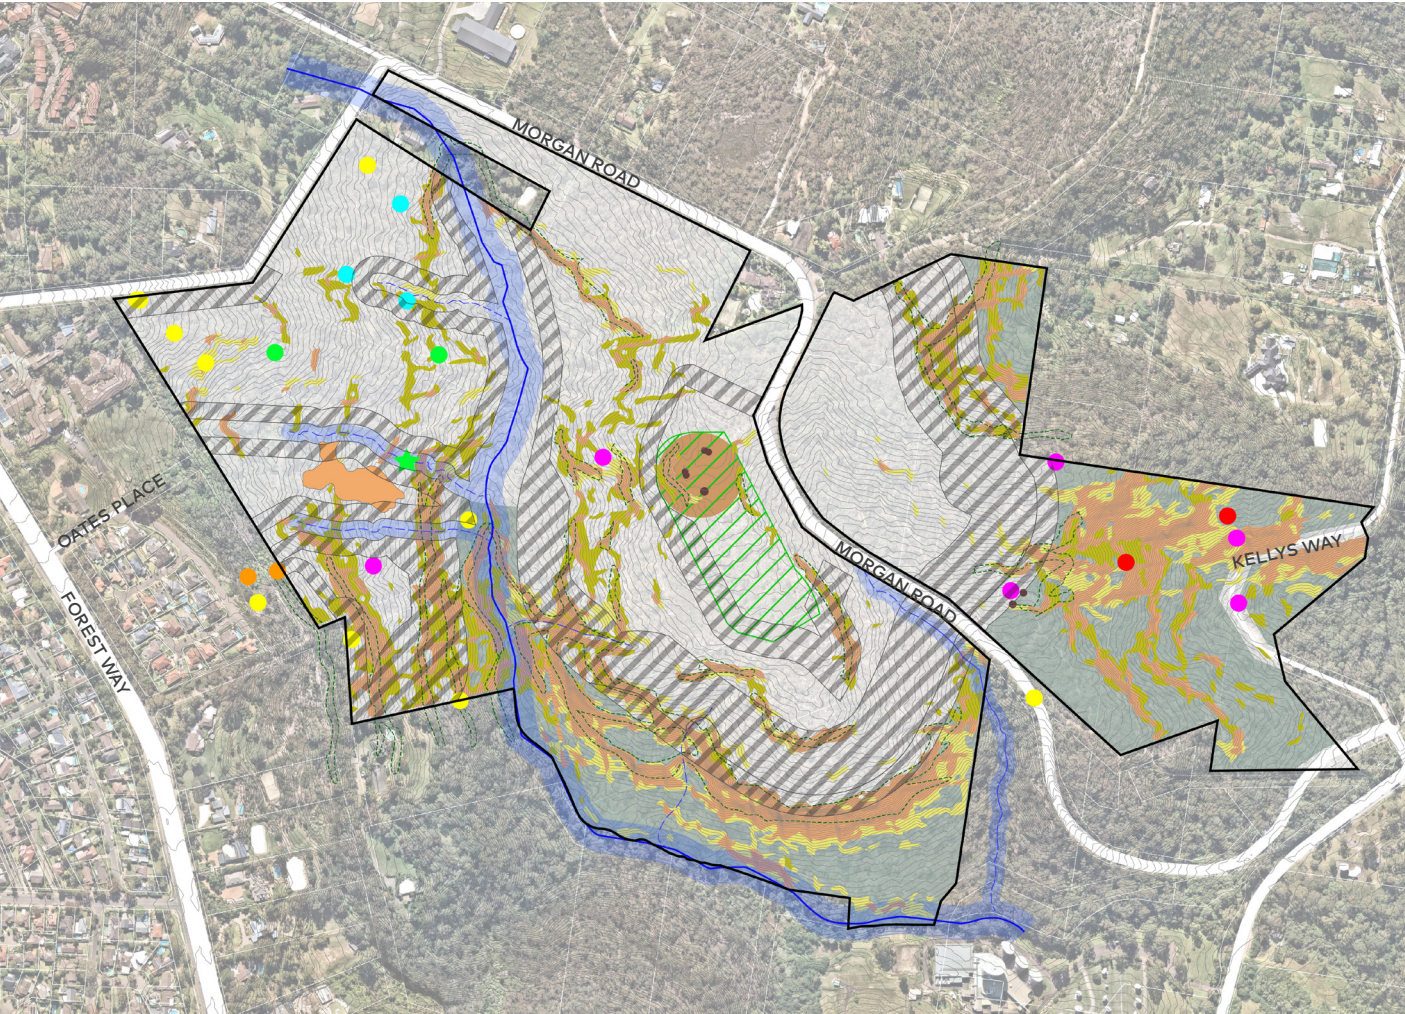 MORGAN ROAD
OATES PLACE
MORGAN ROAD
KELLYS WAY
FOREST WAY